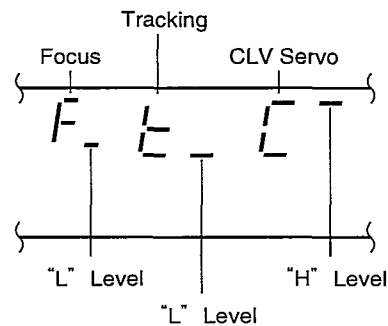 Tracking
Focus CLV Servo
F_ t_ C¯
"L" Level "H" Level
"L" Level